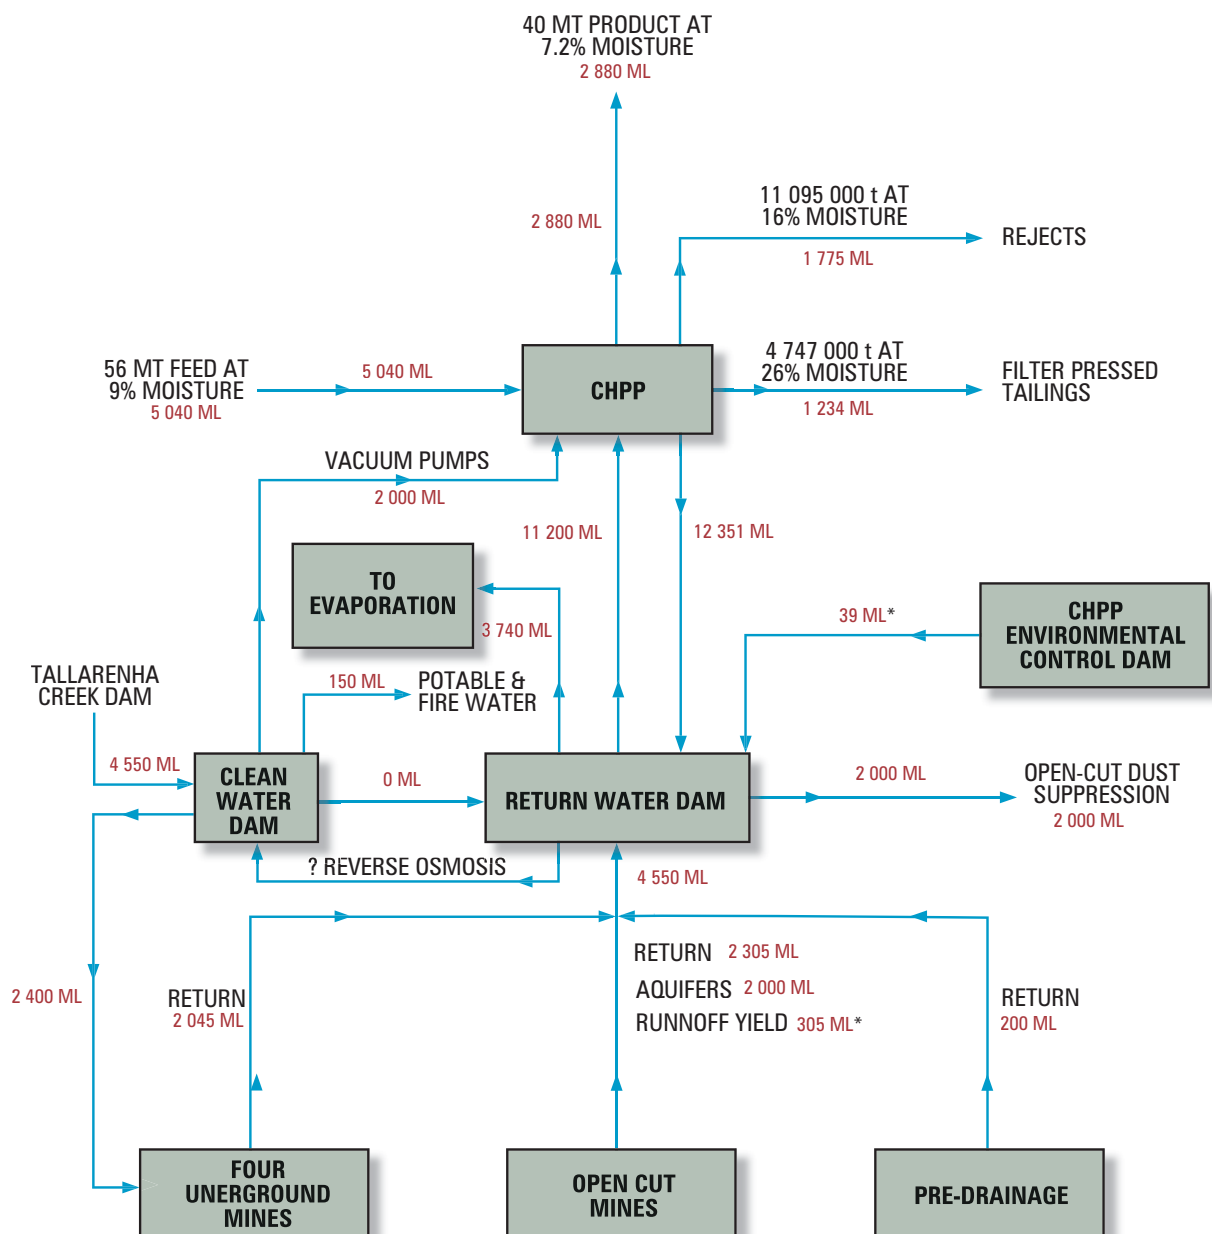 40 MT PRODUCT AT
7.2% MOISTURE
2 880 ML
2 880 ML
11 095 000 t AT
16% MOISTURE
1 775 ML
REJECTS
56 MT FEED AT
9% MOISTURE
5 040 ML
5 040 ML
CHPP
4 747 000 t AT
26% MOISTURE
1 234 ML
FILTER PRESSED
TAILINGS
VACUUM PUMPS
2 000 ML
11 200 ML
12 351 ML
TO
EVAPORATION
3 740 ML
39 ML*
CHPP
ENVIRONMENTAL
CONTROL DAM
TALLARENHA
CREEK DAM
4 550 ML
150 ML
POTABLE &
FIRE WATER
CLEAN
WATER
DAM
0 ML
RETURN WATER DAM
2 000 ML
OPEN-CUT DUST
SUPPRESSION
2 000 ML
? REVERSE OSMOSIS
4 550 ML
2 400 ML
RETURN
2 045 ML
RETURN 2 305 ML
AQUIFERS 2 000 ML
RUNNOFF YIELD 305 ML*
RETURN
200 ML
FOUR
UNERGROUND
MINES
OPEN CUT
MINES
PRE-DRAINAGE